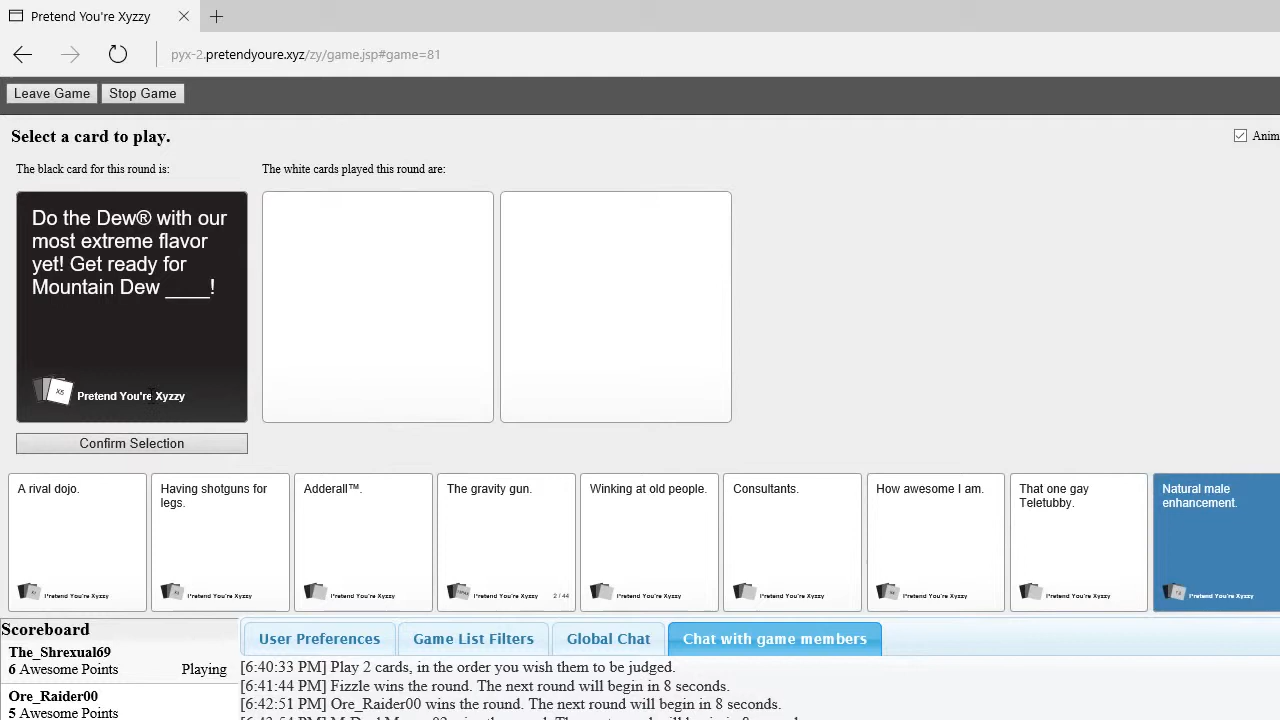 Pretend You're Xyzzy
pyx-2.pretendyoure.xyz/zy/game.jsp#game=81
Leave Game
Stop Game
Select a card to play.
Anim
The black card for this round is:
The white cards played this round are:
Do the Dew® with our
most extreme flavor
yet! Get ready for
Mountain Dew ____!
X5
Pretend You're Xyzzy
Confirm Selection
A rival dojo.
Pretend You're Xyzzy
Having shotguns for
legs.
Pretend You're Xyzzy
Adderall™.
Pretend You're Xyzzy
The gravity gun.
Pretend You're Xyzzy
2 / 44
Winking at old people.
Pretend You're Xyzzy
Consultants.
Pretend You're Xyzzy
How awesome I am.
Pretend You're Xyzzy
That one gay
Teletubby.
Pretend You're Xyzzy
Natural male
enhancement.
Pretend You're Xyzzy
Scoreboard
The_Shrexual69
6 Awesome Points
Playing
Ore_Raider00
5 Awesome Points
User Preferences
Game List Filters
Global Chat
Chat with game members
[6:40:33 PM] Play 2 cards, in the order you wish them to be judged.
[6:41:44 PM] Fizzle wins the round. The next round will begin in 8 seconds.
[6:42:51 PM] Ore_Raider00 wins the round. The next round will begin in 8 seconds.